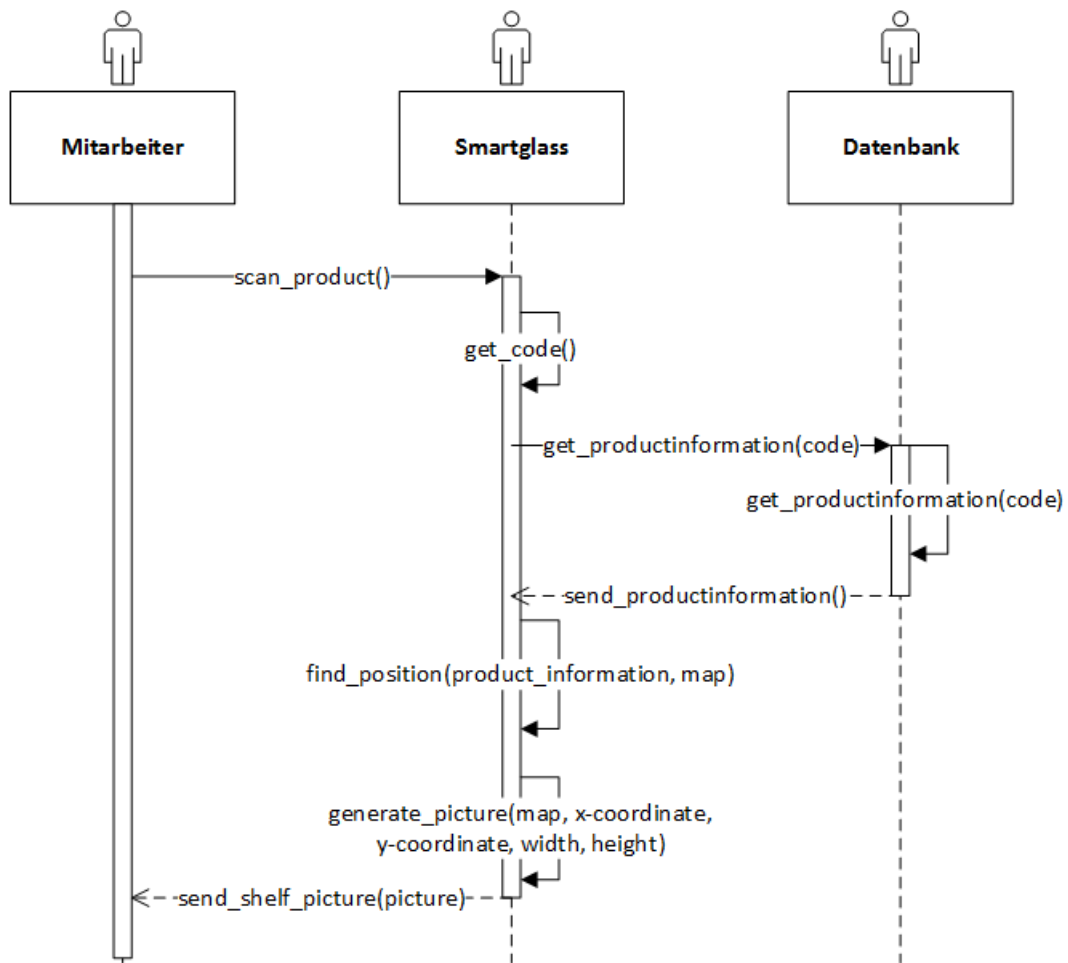 Mitarbeiter
Smartglass
Datenbank
scan_product()
get_code()
get_productinformation(code)
get_productinformation(code)
send_productinformation()
find_position(product_information, map)
generate_picture(map, x-coordinate,
y-coordinate, width, height)
send_shelf_picture(picture)